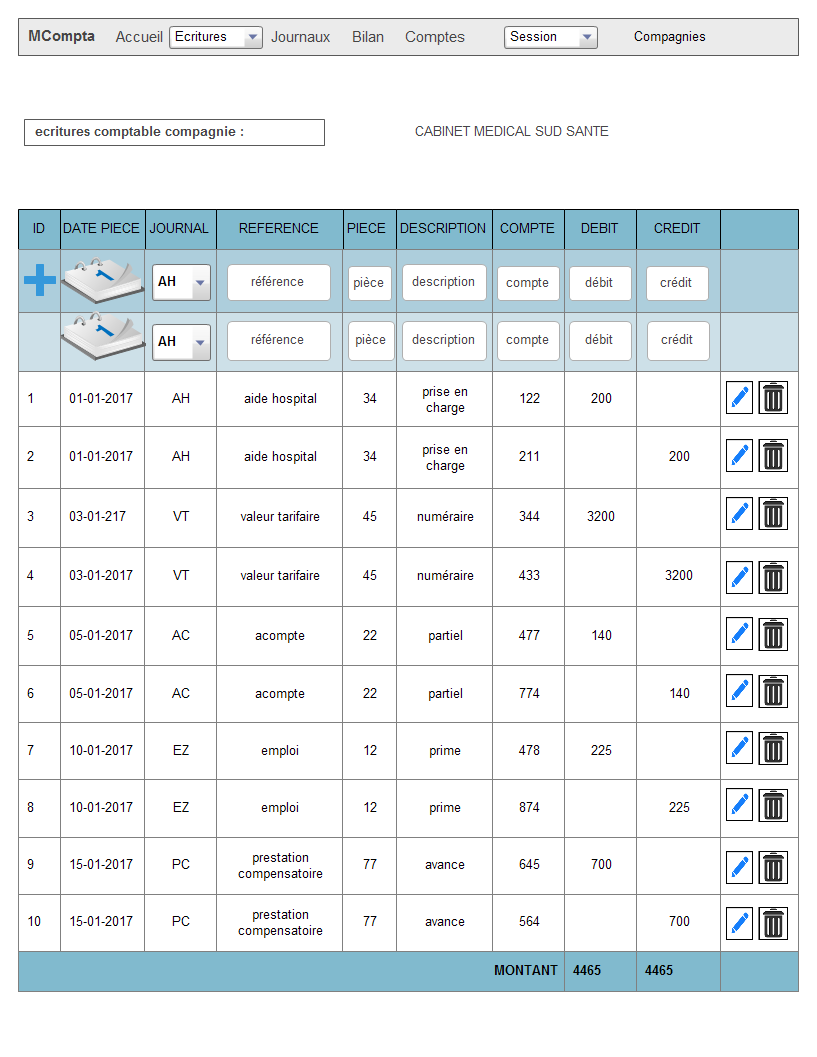 MCompta Accueil Ecritures Journaux Bilan Comptes Session Compagnies
ecritures comptable compagnie : CABINET MEDICAL SUD SANTE
ID DATE PIECE JOURNAL REFERENCE PIECE DESCRIPTION COMPTE DEBIT CREDIT
AH référence pièce description compte débit crédit
AH référence pièce description compte débit crédit
1 01-01-2017 AH aide hospital 34 prise en charge 122 200
2 01-01-2017 AH aide hospital 34 prise en charge 211 200
3 03-01-217 VT valeur tarifaire 45 numéraire 344 3200
4 03-01-2017 VT valeur tarifaire 45 numéraire 433 3200
5 05-01-2017 AC acompte 22 partiel 477 140
6 05-01-2017 AC acompte 22 partiel 774 140
7 10-01-2017 EZ emploi 12 prime 478 225
8 10-01-2017 EZ emploi 12 prime 874 225
9 15-01-2017 PC prestation compensatoire 77 avance 645 700
10 15-01-2017 PC prestation compensatoire 77 avance 564 700
MONTANT 4465 4465